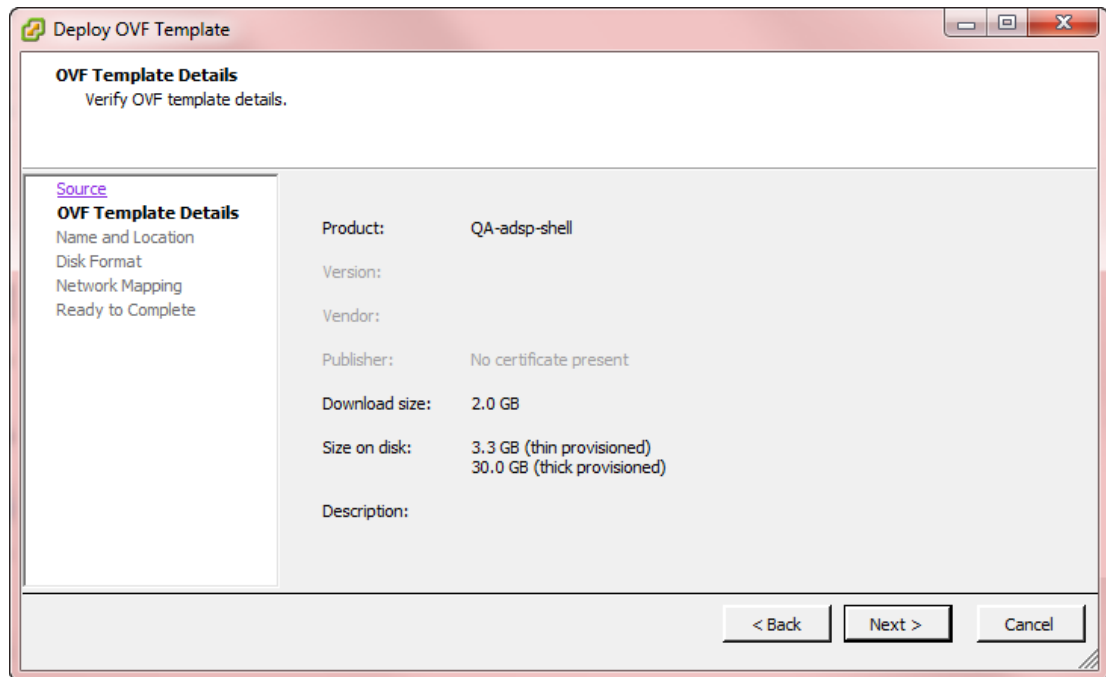 Deploy OVF Template
OVF Template Details
Verify OVF template details.
Source
OVF Template Details
Name and Location
Disk Format
Network Mapping
Ready to Complete
Product: QA-adsp-shell
Version:
Vendor:
Publisher: No certificate present
Download size: 2.0 GB
Size on disk: 3.3 GB (thin provisioned)
30.0 GB (thick provisioned)
Description:
< Back Next > Cancel